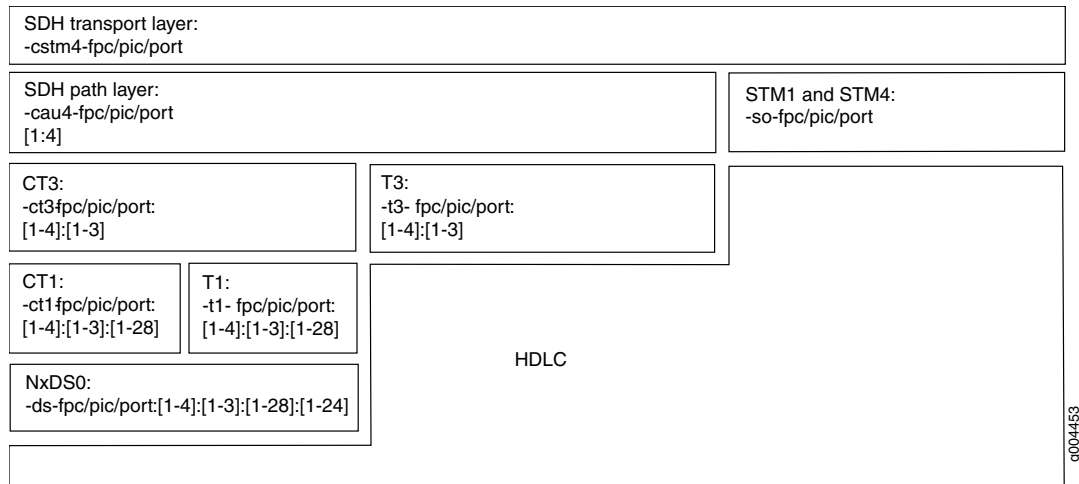 SDH transport layer:
-cstm4-fpc/pic/port
SDH path layer:
-cau4-fpc/pic/port
[1:4]
STM1 and STM4:
-so-fpc/pic/port
CT3:
-ct3-fpc/pic/port:
[1-4]:[1-3]
T3:
-t3- fpc/pic/port:
[1-4]:[1-3]
CT1:
-ct1-fpc/pic/port:
[1-4]:[1-3]:[1-28]
T1:
-t1- fpc/pic/port:
[1-4]:[1-3]:[1-28]
HDLC
NxDS0:
-ds-fpc/pic/port:[1-4]:[1-3]:[1-28]:[1-24]
g004453